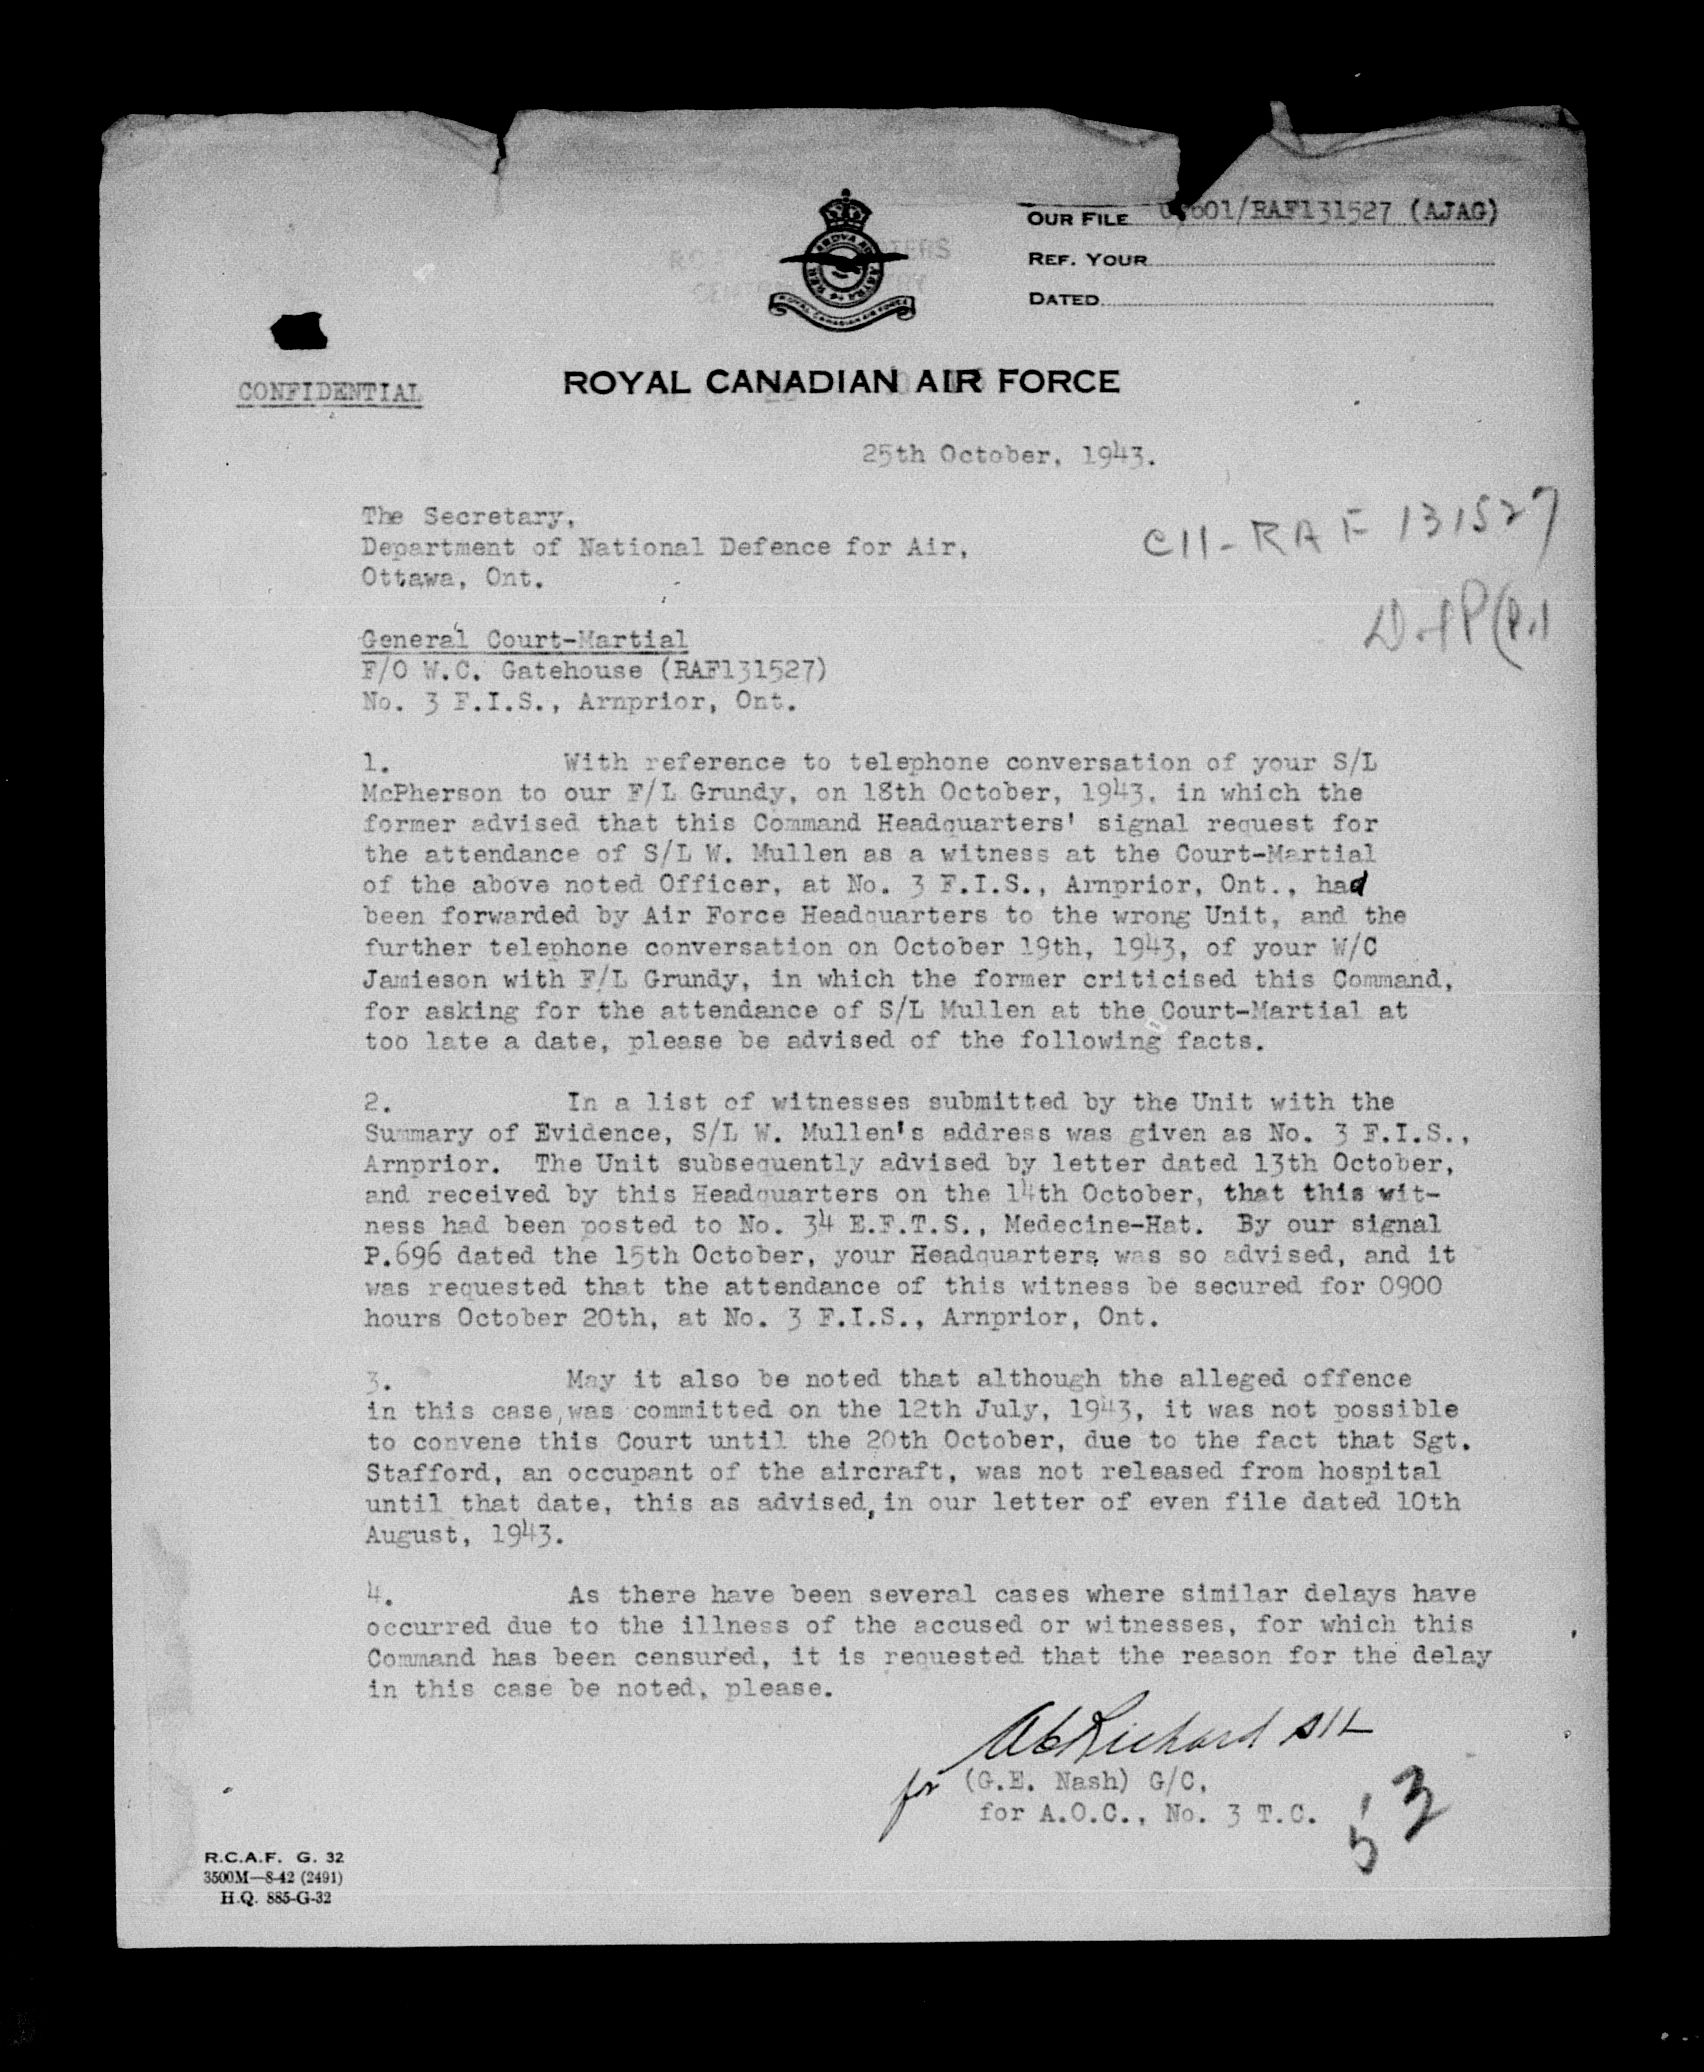 OUR FILE 601/RAF131527 (AJAG)
REF. YOUR
DATED
ROYAL CANADIAN AIR FORCE
CONFIDENTIAL
ROYAL CANADIAN AIR FORCE
25th October, 1943.
The Secretary,
Department of National Defence for Air,
Ottawa, Ont.
C11-RAF 131527
General Court-Martial
F/O W.C. Gatehouse (RAF131527)
No. 3 F.I.S., Arnprior, Ont.
1. With reference to telephone conversation of your S/L
McPherson to our F/L Grundy, on 18th October, 1943, in which the
former advised that this Command Headquarters' signal request for
the attendance of S/L W. Mullen as a witness at the Court-Martial
of the above noted Officer, at No. 3 F.I.S., Arnprior, Ont., had
been forwarded by Air Force Headquarters to the wrong Unit, and the
further telephone conversation on October 19th, 1943, of your W/C
Jamieson with F/L Grundy, in which the former criticised this Command,
for asking for the attendance of S/L Mullen at the Court-Martial at
too late a date, please be advised of the following facts.
2. In a list of witnesses submitted by the Unit with the
Summary of Evidence, S/L W. Mullen's address was given as No. 3 F.I.S.,
Arnprior. The Unit subsequently advised by letter dated 13th October,
and received by this Headquarters on the 14th October, that this wit-
ness had been posted to No. 34 E.F.T.S., Medecine-Hat. By our signal
P.696 dated the 15th October, your Headquarters was so advised, and it
was requested that the attendance of this witness be secured for 0900
hours October 20th, at No. 3 F.I.S., Arnprior, Ont.
3. May it also be noted that although the alleged offence
in this case, was committed on the 12th July, 1943, it was not possible
to convene this Court until the 20th October, due to the fact that Sgt.
Stafford, an occupant of the aircraft, was not released from hospital
until that date, this as advised, in our letter of even file dated 10th
August, 1943.
4. As there have been several cases where similar delays have
occurred due to the illness of the accused or witnesses, for which this
Command has been censured, it is requested that the reason for the delay
in this case be noted, please.
Richard S/L
for (G.E. Nash) G/C,
for A.O.C., No. 3 T.C.
3
5
R.C.A.F. G. 32
3500M—8-42 (2491)
H.Q. 885-G-32